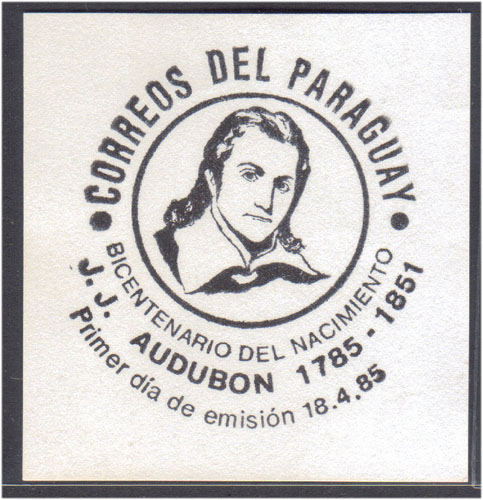 CORREOS DEL PARAGUAY
BICENTENARIO DEL NACIMIENTO
J. J. AUDUBON 1785 - 1851
Primer día de emisión 18.4.85